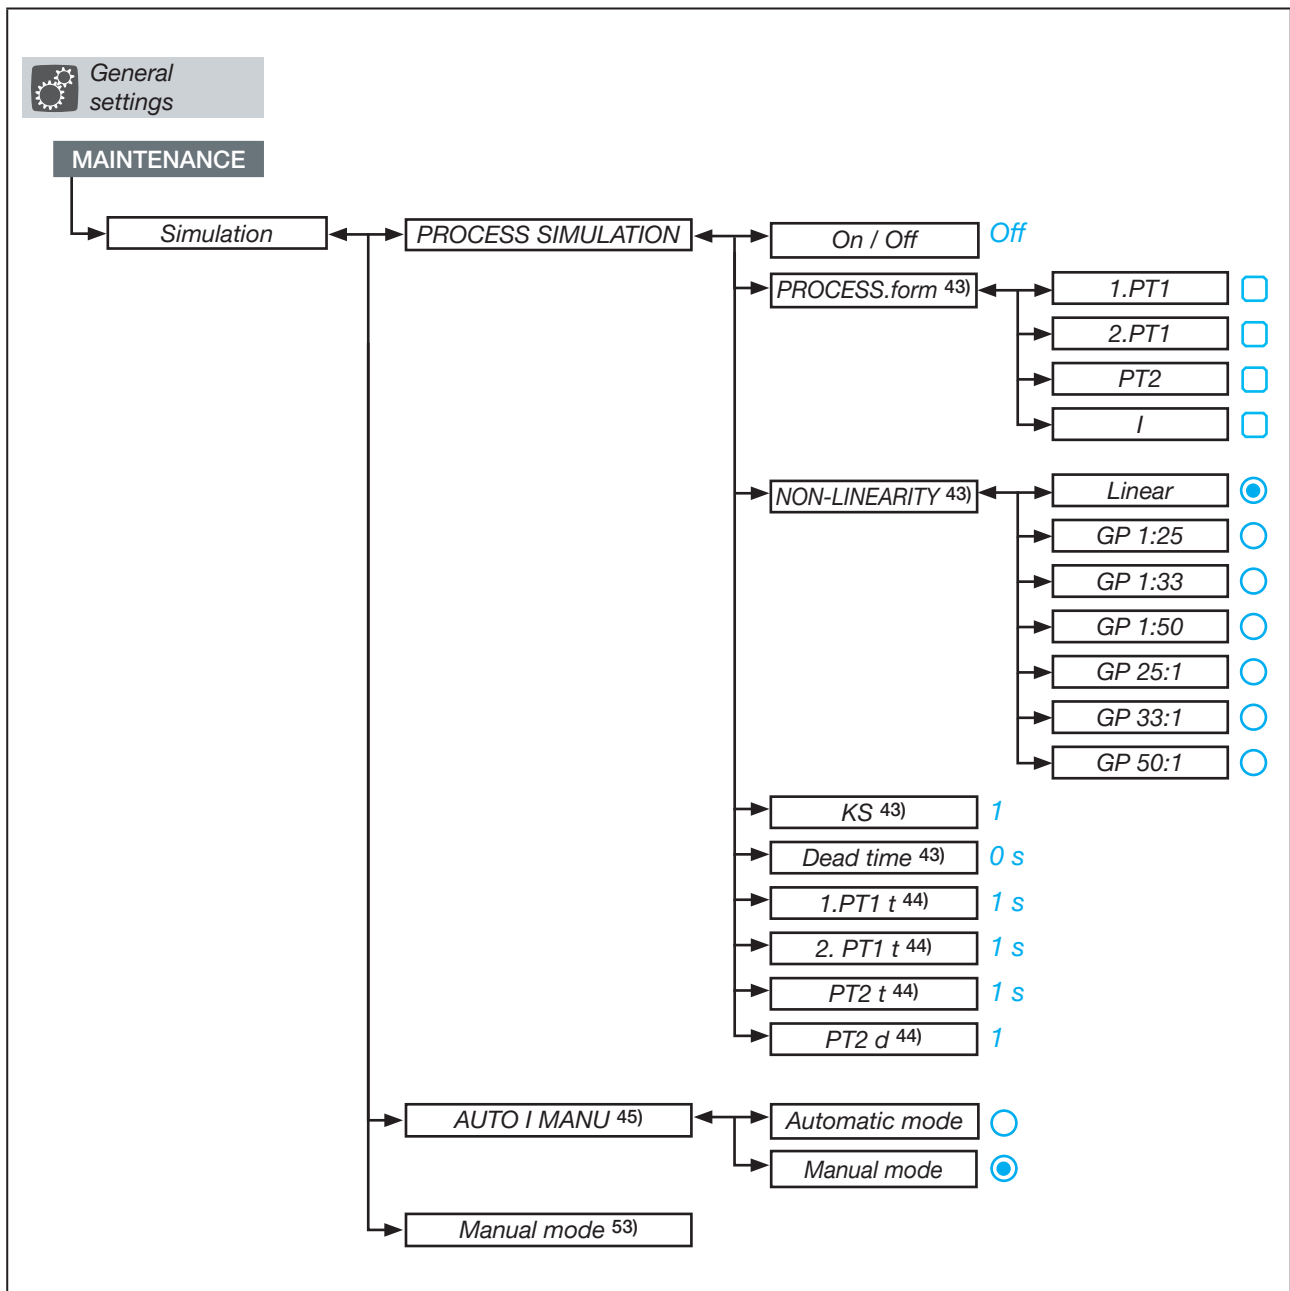 General
settings
MAINTENANCE
Simulation
PROCESS SIMULATION
On / Off
Off
PROCESS.form 43)
1.PT1
2.PT1
PT2
I
NON-LINEARITY 43)
Linear
GP 1:25
GP 1:33
GP 1:50
GP 25:1
GP 33:1
GP 50:1
KS 43)
1
Dead time 43)
0 s
1.PT1 t 44)
1 s
2. PT1 t 44)
1 s
PT2 t 44)
1 s
PT2 d 44)
1
AUTO I MANU 45)
Automatic mode
Manual mode
Manual mode 53)